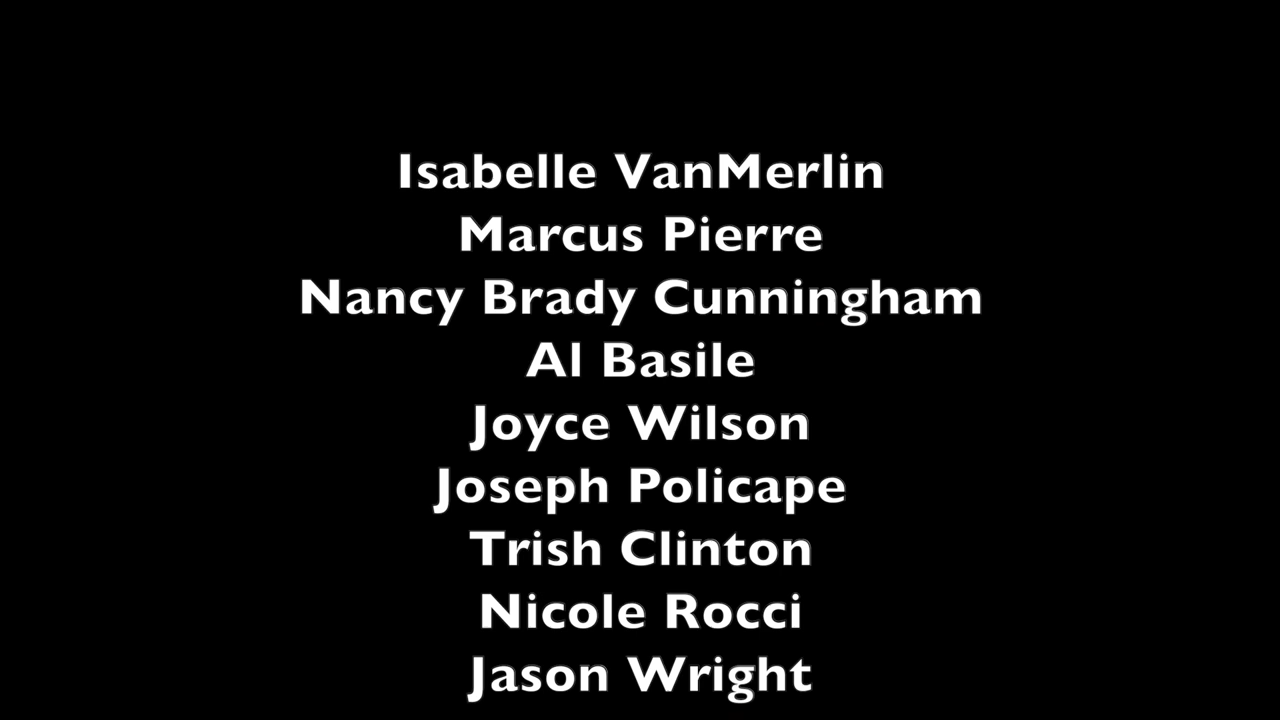 Isabelle VanMerlin
Marcus Pierre
Nancy Brady Cunningham
Al Basile
Joyce Wilson
Joseph Policape
Trish Clinton
Nicole Rocci
Jason Wright